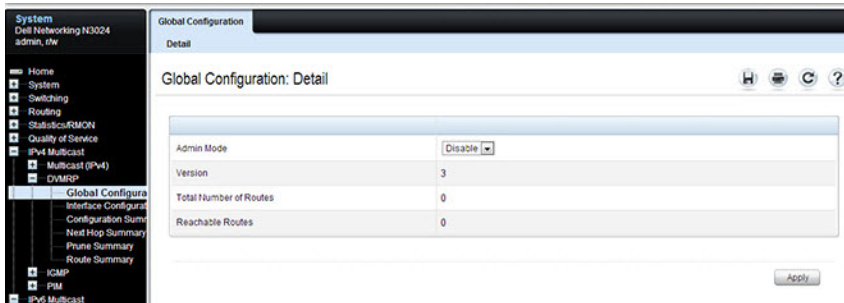 System
Dell Networking N3024
admin, r/w
Home
System
Switching
Routing
Statistics/RMON
Quality of Service
IPv4 Multicast
Multicast (IPv4)
DVMRP
Global Configura
Interface Configurat
Configuration Summ
Next Hop Summary
Prune Summary
Route Summary
IGMP
PIM
IPv6 Multicast
Global Configuration
Detail
Global Configuration: Detail
?
Admin Mode Disable
Version 3
Total Number of Routes 0
Reachable Routes 0
Apply